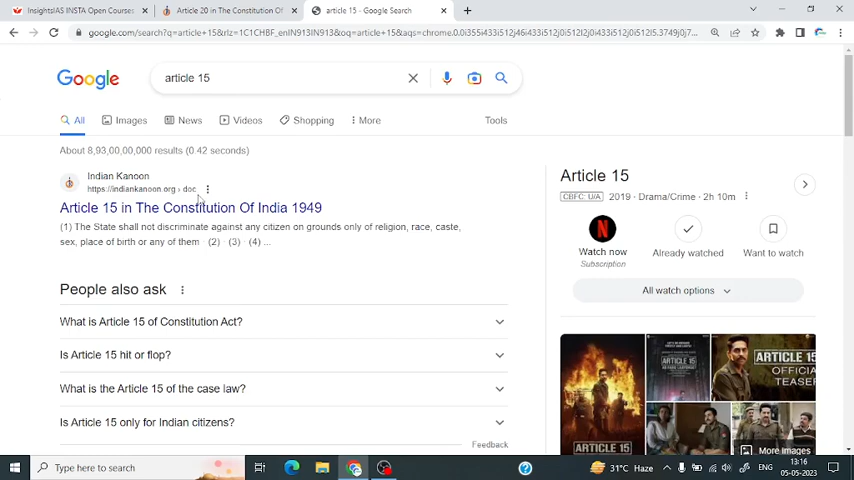 InsightsIAS INSTA Open Courses
Article 20 in The Constitution Of
article 15 - Google Search
google.com/search?q=article+15&rlz=1C1CHBF_enIN913IN913&oq=article+15&aqs=chrome.0.0i355i433i512j46i433i512j0i433i512l2j0i433i512j0i512l5.3749j0j7...
Google
article 15
All
Images
News
Videos
Shopping
More
Tools
About 8,93,00,00,000 results (0.42 seconds)
Indian Kanoon
https://indiankanoon.org › doc
Article 15 in The Constitution Of India 1949
(1) The State shall not discriminate against any citizen on grounds only of religion, race, caste,
sex, place of birth or any of them (2) (3) (4) ...
People also ask
What is Article 15 of Constitution Act?
Is Article 15 hit or flop?
What is the Article 15 of the case law?
Is Article 15 only for Indian citizens?
Feedback
Article 15
CBFC: U/A 2019 ‧ Drama/Crime ‧ 2h 10m
N
Watch now
Subscription
Already watched
Want to watch
All watch options
ARTICLE 15
ARTICLE 15
ARTICLE 15
OFFICIAL
TEASER
More images
Type here to search
31°C Haze
ENG
13:16
05-05-2023